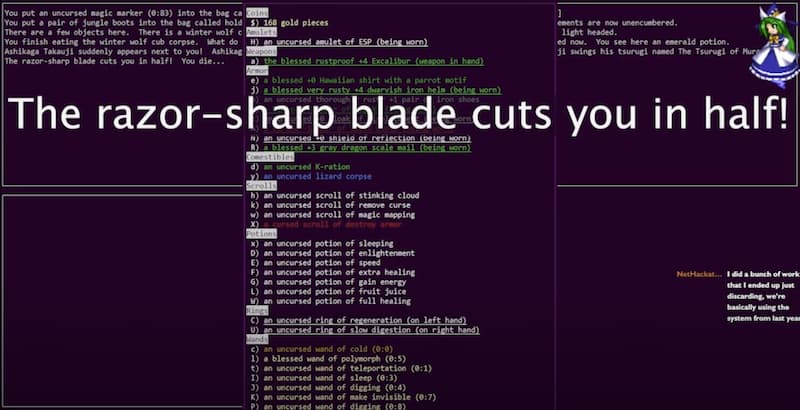 You put an uncursed magic marker (0:83) into the bag ca
You put a pair of jungle boots into the bag called hold
There are a few objects here.  There is a winter wolf c
You finish eating the winter wolf cub corpse.  What do
Ashikaga Takauji suddenly appears next to you!  Ashikag
The razor-sharp blade cuts you in half!  You die...
]
ements are now unencumbered.
light headed.
ed now.  You see here an emerald potion.
ji swings his tsurugi named The Tsurugi of Mura
The razor-sharp blade cuts you in half!
Coins
j) 168 gold pieces
Amulets
H) an uncursed amulet of ESP (being worn)
Weapons
a) the blessed rustproof +4 Excalibur (weapon in hand)
Armor
e) a blessed +0 Hawaiian shirt with a parrot motif
j) a blessed very rusty +4 dwarvish iron helm (being worn)
N) an uncursed +0 shield of reflection (being worn)
R) a blessed +3 gray dragon scale mail (being worn)
Comestibles
d) an uncursed K-ration
y) an uncursed lizard corpse
Scrolls
h) an uncursed scroll of stinking cloud
k) an uncursed scroll of remove curse
w) an uncursed scroll of magic mapping
X) a cursed scroll of destroy armor
Potions
x) an uncursed potion of sleeping
D) an uncursed potion of enlightenment
E) an uncursed potion of speed
F) an uncursed potion of extra healing
G) an uncursed potion of gain energy
L) an uncursed potion of fruit juice
W) an uncursed potion of full healing
Rings
C) an uncursed ring of regeneration (on left hand)
U) an uncursed ring of slow digestion (on right hand)
Wands
c) an uncursed wand of cold (0:0)
l) a blessed wand of polymorph (0:5)
t) an uncursed wand of teleportation (0:1)
I) an uncursed wand of sleep (0:3)
J) an uncursed wand of digging (0:4)
K) an uncursed wand of make invisible (0:7)
P) an uncursed wand of digging (0:8)
NetHackat... I did a bunch of work
that I ended up just
discarding, we're
basically using the
system from last year